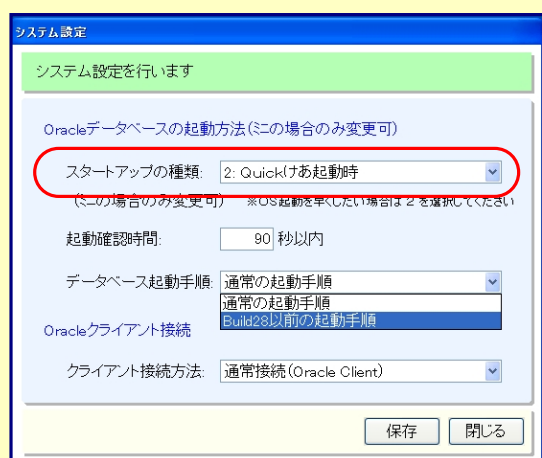 システム設定
システム設定を行います
Oracleデータベースの起動方法(ミニの場合のみ変更可)
スタートアップの種類: 2: Quickけあ起動時
(ミニの場合のみ変更可) ※OS起動を早くしたい場合は 2 を選択してください
起動確認時間: 90 秒以内
データベース起動手順: 通常の起動手順
通常の起動手順
Build28以前の起動手順
Oracleクライアント接続
クライアント接続方法: 通常接続(Oracle Client)
保存 閉じる